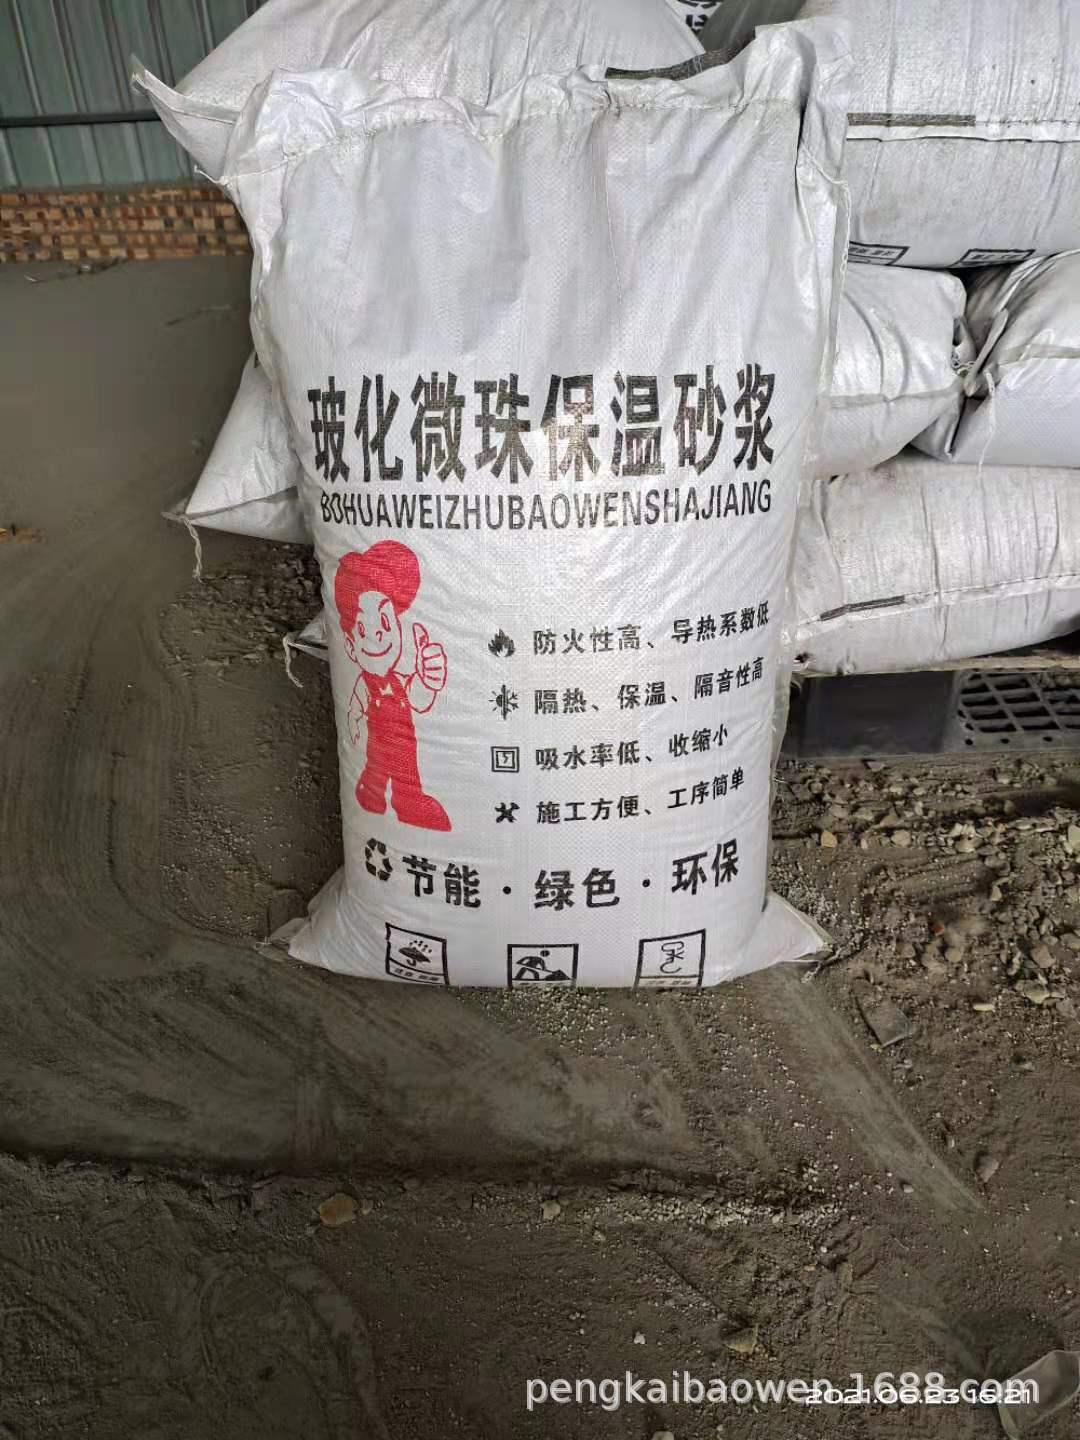 玻化微珠保温砂浆
BOHUAWEIZHUBAOWENSHAJIANG
防火性高、导热系数低
隔热、保温、隔音性高
吸水率低、收缩小
施工方便、工序简单
节能·绿色·环保
pengkaibaowen.1688.com
2021.06.23 16:21